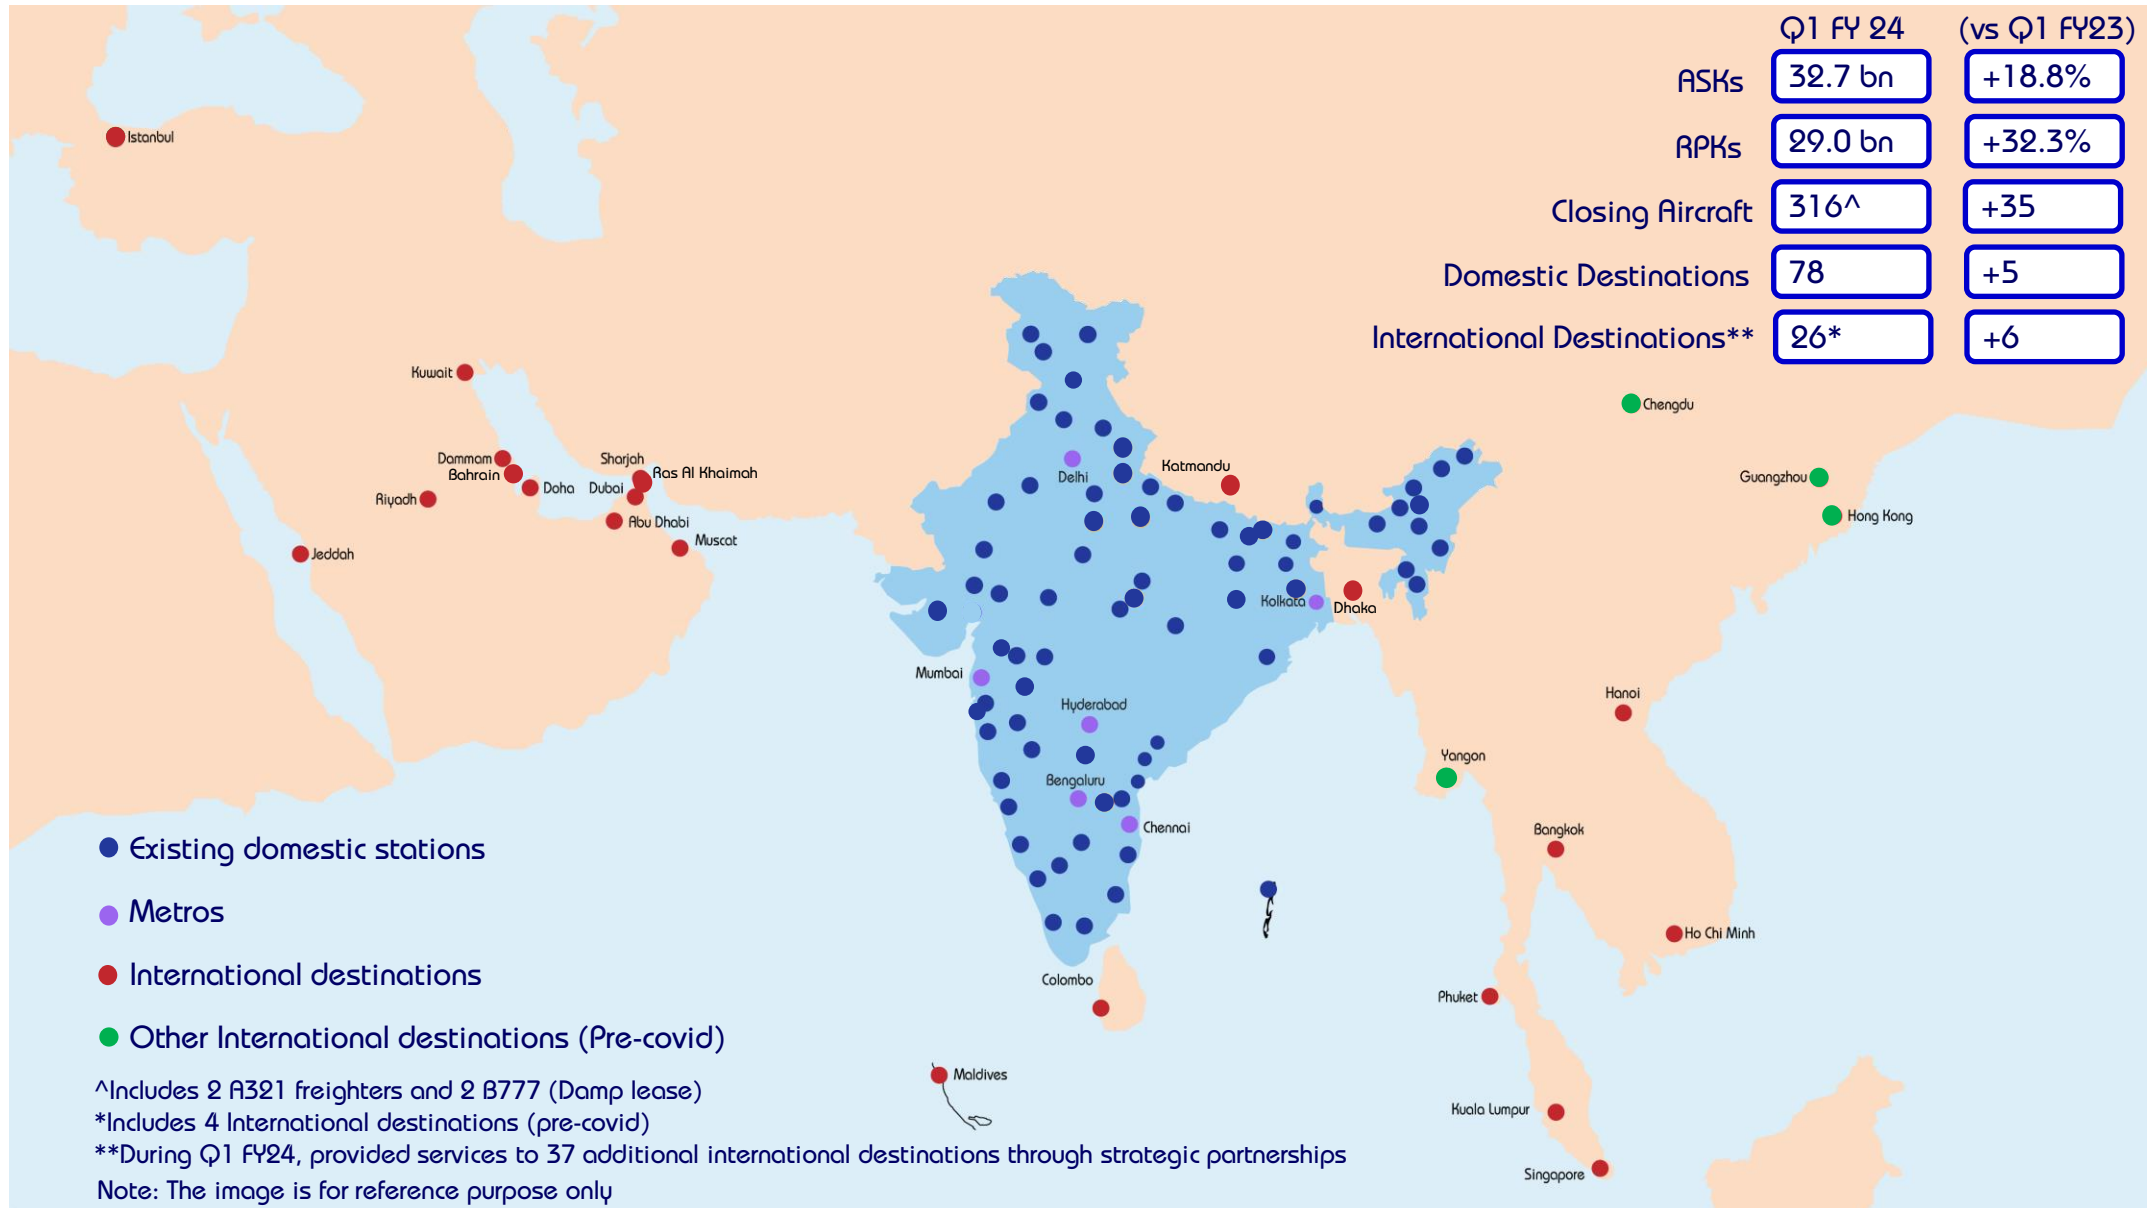 Q1 FY 24 (vs Q1 FY23)
ASKs 32.7 bn +18.8%
RPKs 29.0 bn +32.3%
Closing Aircraft 316^ +35
Domestic Destinations 78 +5
International Destinations** 26* +6
Istanbul
Kuwait
Dammam
Bahrain
Riyadh
Doha
Sharjah
Ras Al Khaimah
Dubai
Abu Dhabi
Muscat
Jeddah
Delhi
Katmandu
Kolkata
Dhaka
Mumbai
Hyderabad
Bengaluru
Chennai
Colombo
Maldives
Chengdu
Guangzhou
Hong Kong
Hanoi
Yangon
Bangkok
Ho Chi Minh
Phuket
Kuala Lumpur
Singapore
Existing domestic stations
Metros
International destinations
Other International destinations (Pre-covid)
^Includes 2 A321 freighters and 2 B777 (Damp lease)
*Includes 4 International destinations (pre-covid)
**During Q1 FY24, provided services to 37 additional international destinations through strategic partnerships
Note: The image is for reference purpose only